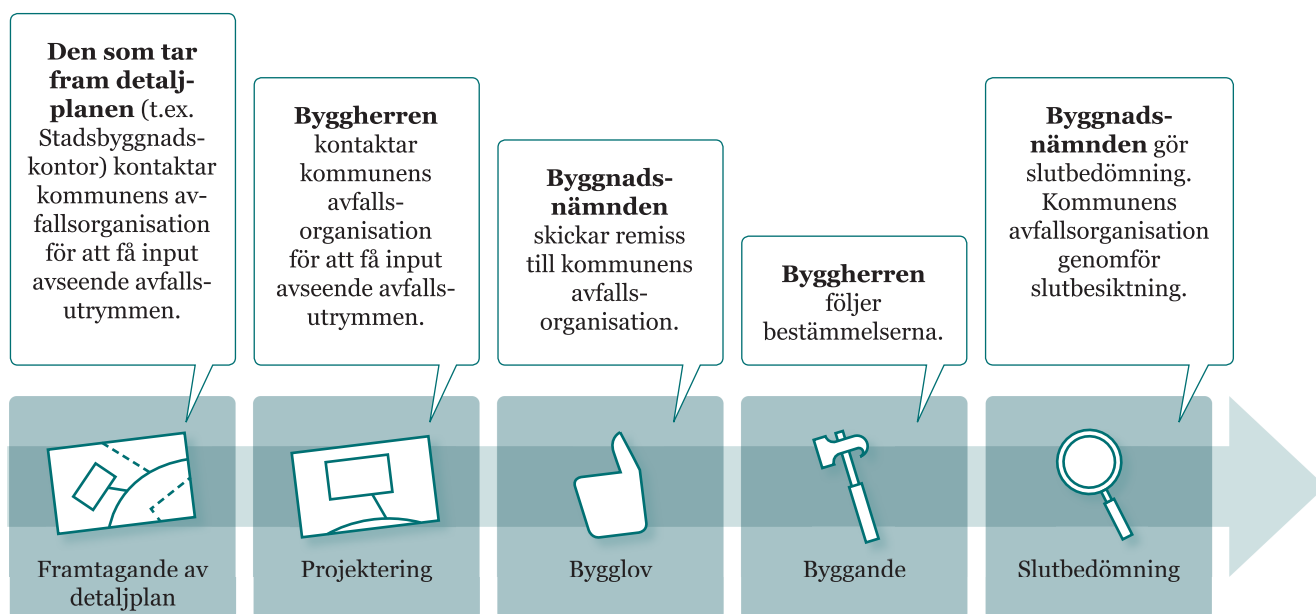 Den som tar
fram detalj-
planen (t.ex.
Stadsbyggnads-
kontor) kontaktar
kommunens av-
fallsorganisation
för att få input
avseende avfalls-
utrymmen.
Byggherren
kontaktar
kommunens
avfalls-
organisation
för att få input
avseende avfalls-
utrymmen.
Byggnads-
nämnden
skickar remiss
till kommunens
avfalls-
organisation.
Byggherren
följer
bestämmelserna.
Byggnads-
nämnden gör
slutbedömning.
Kommunens
avfallsorganisation
genomför
slutbesiktning.
Framtagande av
detaljplan
Projektering
Bygglov
Byggande
Slutbedömning